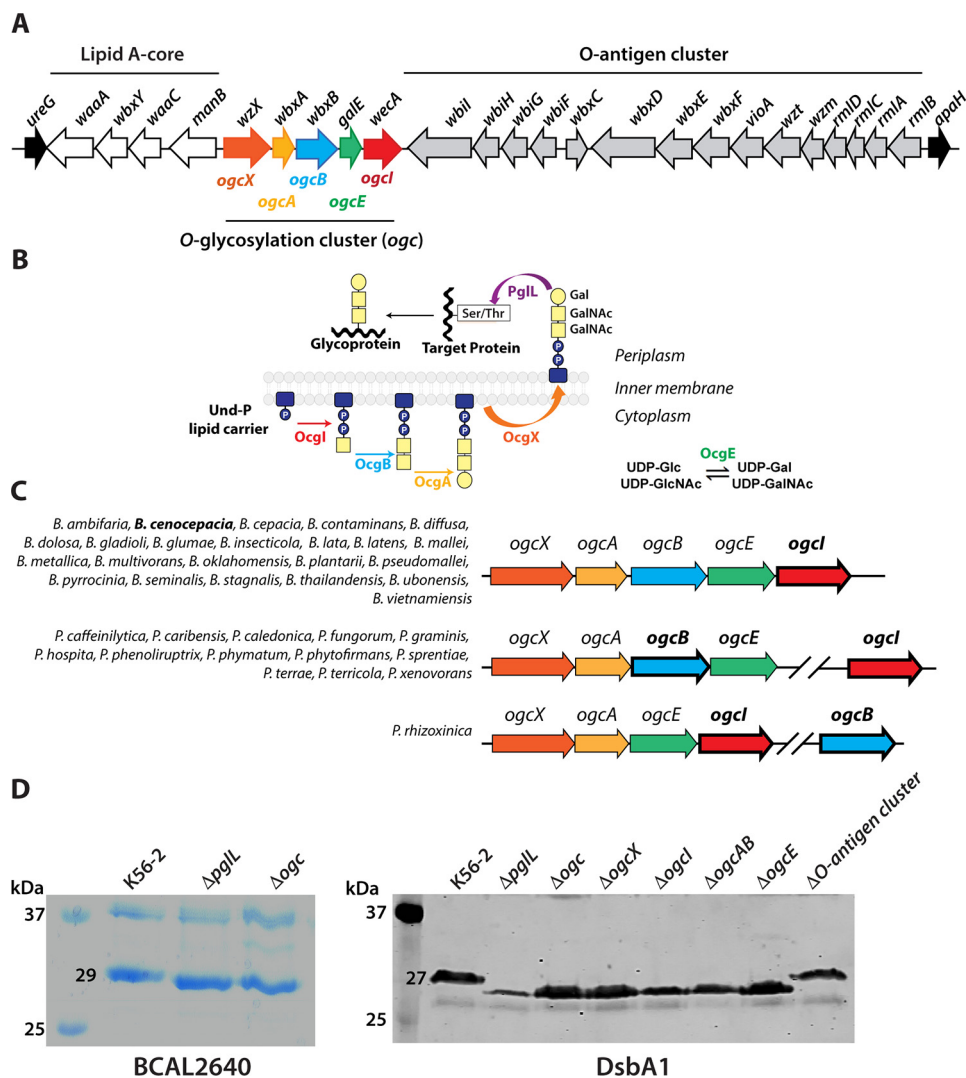 A
Lipid A-core
O-antigen cluster
ureG
waaA
wbxY
waaC
manB
wzX
wbxA
wbxB
galE
wecA
wbiI
wbiH
wbiG
wbiF
wbxC
wbxD
wbxE
wbxF
vioA
wzt
wzm
rmlD
rmlC
rmlA
rmlB
apaH
ogcX
ogcA
ogcB
ogcE
ogcI
O-glycosylation cluster (ogc)
B
PglL
Gal
GalNAc
GalNAc
Ser/Thr
Glycoprotein
Target Protein
P
P
Periplasm
Inner membrane
Cytoplasm
Und-P
lipid carrier
P
P
P
P
P
P
P
OcgI
OcgB
OcgA
OcgX
OcgE
UDP-Glc
UDP-Gal
UDP-GlcNAc
UDP-GalNAc
C
B. ambifaria, B. cenocepacia, B. cepacia, B. contaminans, B. diffusa,
B. dolosa, B. gladioli, B. glumae, B. insecticola, B. lata, B. latens, B. mallei,
B. metallica, B. multivorans, B. oklahomensis, B. plantarii, B. pseudomallei,
B. pyrrocinia, B. seminalis, B. stagnalis, B. thailandensis, B. ubonensis,
B. vietnamiensis
ogcX ogcA ogcB ogcE ogcI
P. caffeinilytica, P. caribensis, P. caledonica, P. fungorum, P. graminis,
P. hospita, P. phenoliruptrix, P. phymatum, P. phytofirmans, P. sprentiae,
P. terrae, P. terricola, P. xenovorans
ogcX ogcA ogcB ogcE ogcI
P. rhizoxinica
ogcX ogcA ogcE ogcI ogcB
D
kDa
K56-2
ΔpglL
Δogc
37
29
25
BCAL2640
kDa
K56-2
ΔpglL
Δogc
ΔogcX
ΔogcI
ΔogcAB
ΔogcE
ΔO-antigen cluster
37
27
25
DsbA1